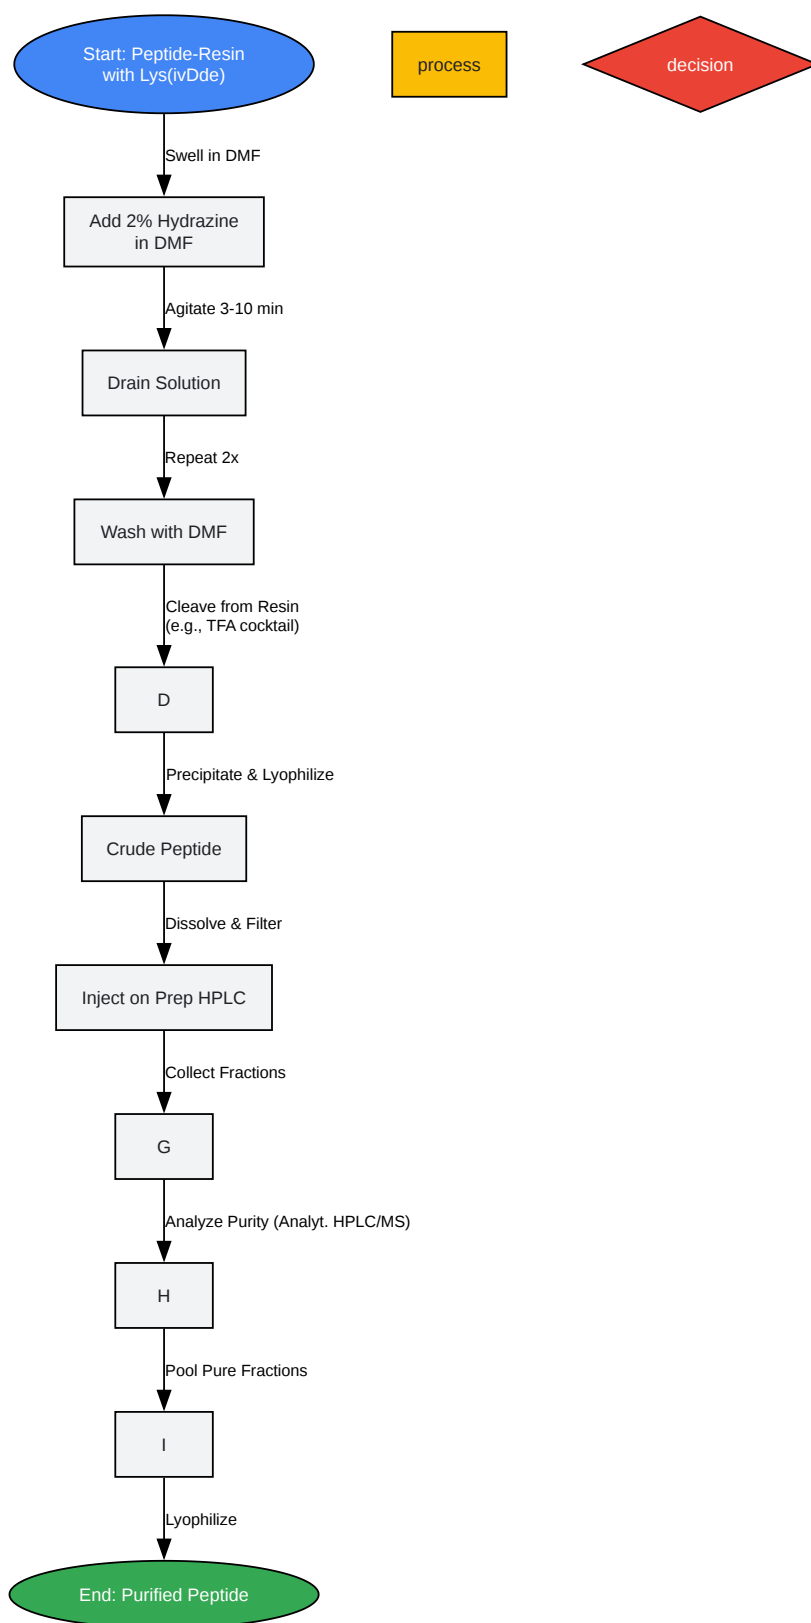 Start: Peptide-Resin
with Lys(ivDde)
process
decision
Swell in DMF
Add 2% Hydrazine
in DMF
Agitate 3-10 min
Drain Solution
Repeat 2x
Wash with DMF
Cleave from Resin
(e.g., TFA cocktail)
D
Precipitate & Lyophilize
Crude Peptide
Dissolve & Filter
Inject on Prep HPLC
Collect Fractions
G
Analyze Purity (Analyt. HPLC/MS)
H
Pool Pure Fractions
I
Lyophilize
End: Purified Peptide